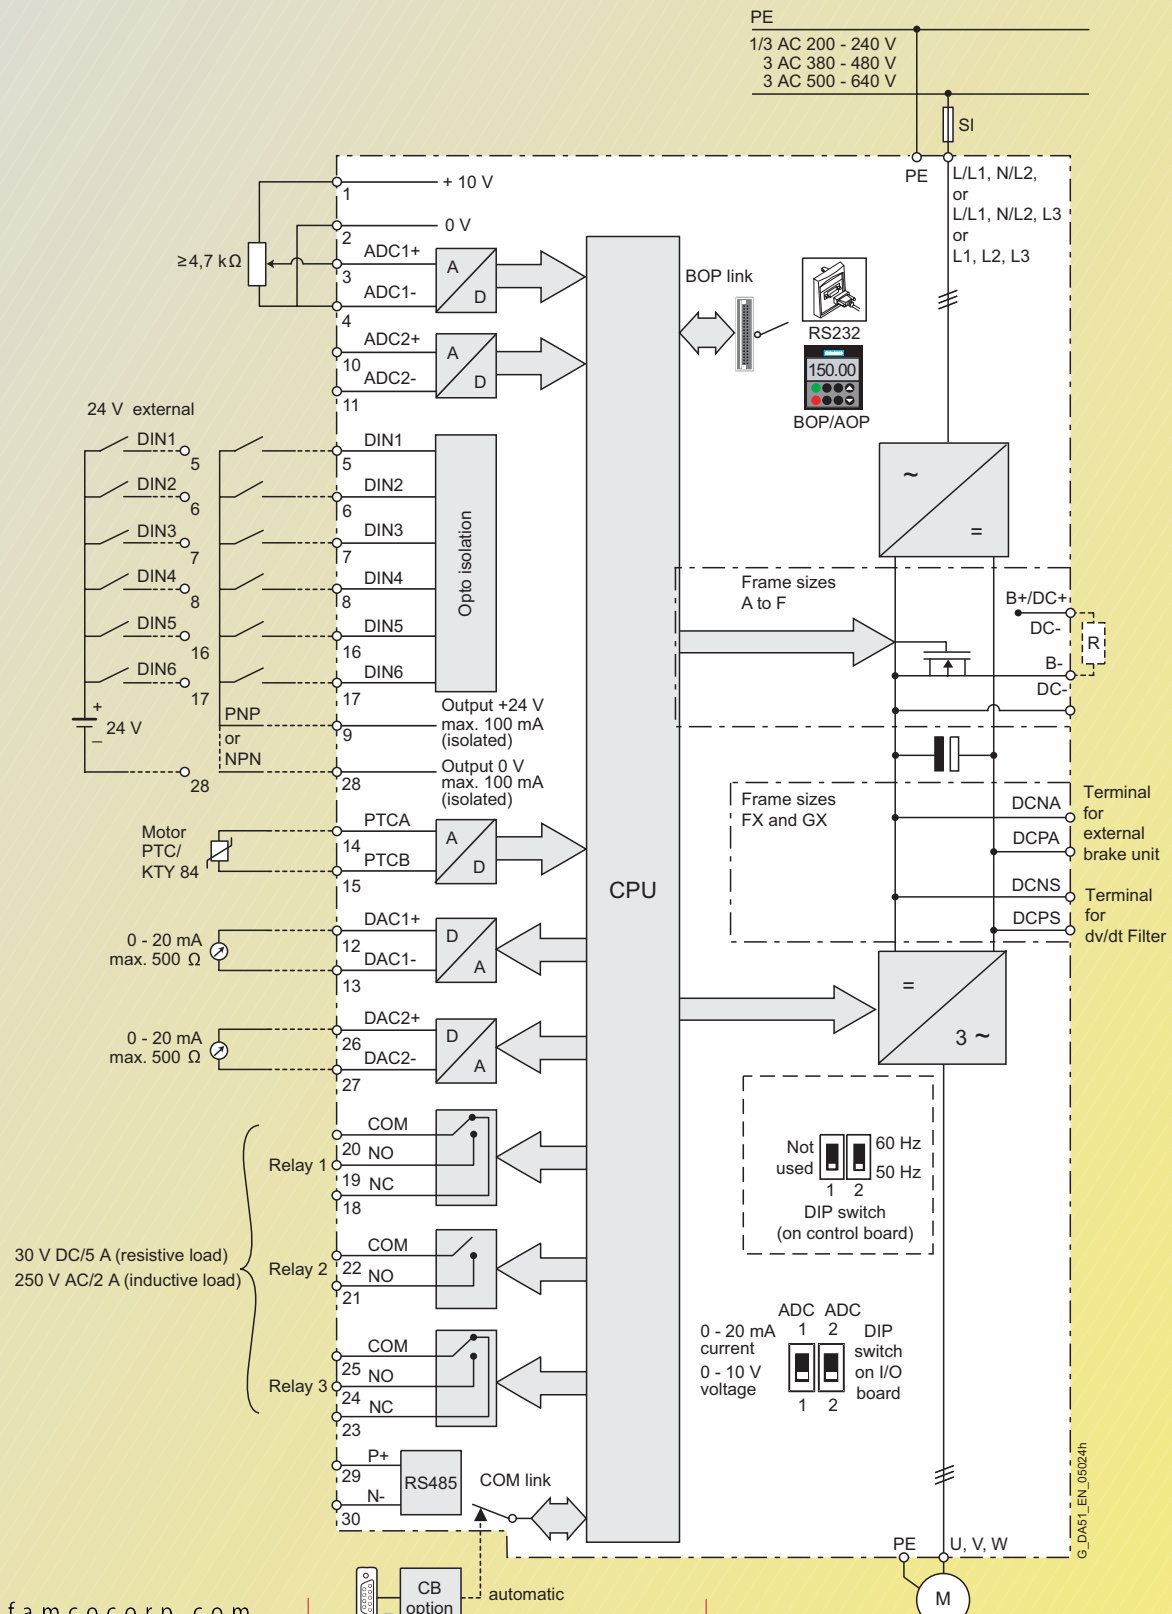 PE
1/3 AC 200 - 240 V
3 AC 380 - 480 V
3 AC 500 - 640 V
SI
PE
L/L1, N/L2,
or
L/L1, N/L2, L3
or
L1, L2, L3
1
+ 10 V
2
0 V
≥4,7 kΩ
ADC1+
3
ADC1-
4
A
D
ADC2+
10
ADC2-
11
A
D
BOP link
RS232
150.00
BOP/AOP
24 V external
DIN1
5
DIN2
6
DIN3
7
DIN4
8
DIN5
16
DIN6
17
+
24 V
–
28
PNP
or
NPN
DIN1
5
DIN2
6
DIN3
7
DIN4
8
DIN5
16
DIN6
17
Opto isolation
9
Output +24 V
max. 100 mA
(isolated)
28
Output 0 V
max. 100 mA
(isolated)
~
=
Frame sizes
A to F
B+/DC+
DC-
R
B-
DC-
Frame sizes
FX and GX
DCNA
DCPA
DCNS
DCPS
Terminal
for
external
brake unit
Terminal
for
dv/dt Filter
Motor
PTC/
KTY 84
PTCA
14
PTCB
15
A
D
CPU
0 - 20 mA
max. 500 Ω
DAC1+
12
DAC1-
13
D
A
0 - 20 mA
max. 500 Ω
DAC2+
26
DAC2-
27
D
A
=
3 ~
Not
used
60 Hz
50 Hz
1 2
DIP switch
(on control board)
30 V DC/5 A (resistive load)
250 V AC/2 A (inductive load)
Relay 1
COM
20
NO
19
NC
18
Relay 2
COM
22
NO
21
Relay 3
COM
25
NO
24
NC
23
ADC ADC
1 2
0 - 20 mA
current
0 - 10 V
voltage
DIP
switch
on I/O
board
1 2
P+
29
N-
30
RS485
COM link
CB
option
automatic
PE
U, V, W
M
G_DA51_EN_05024h
famcocorp.com